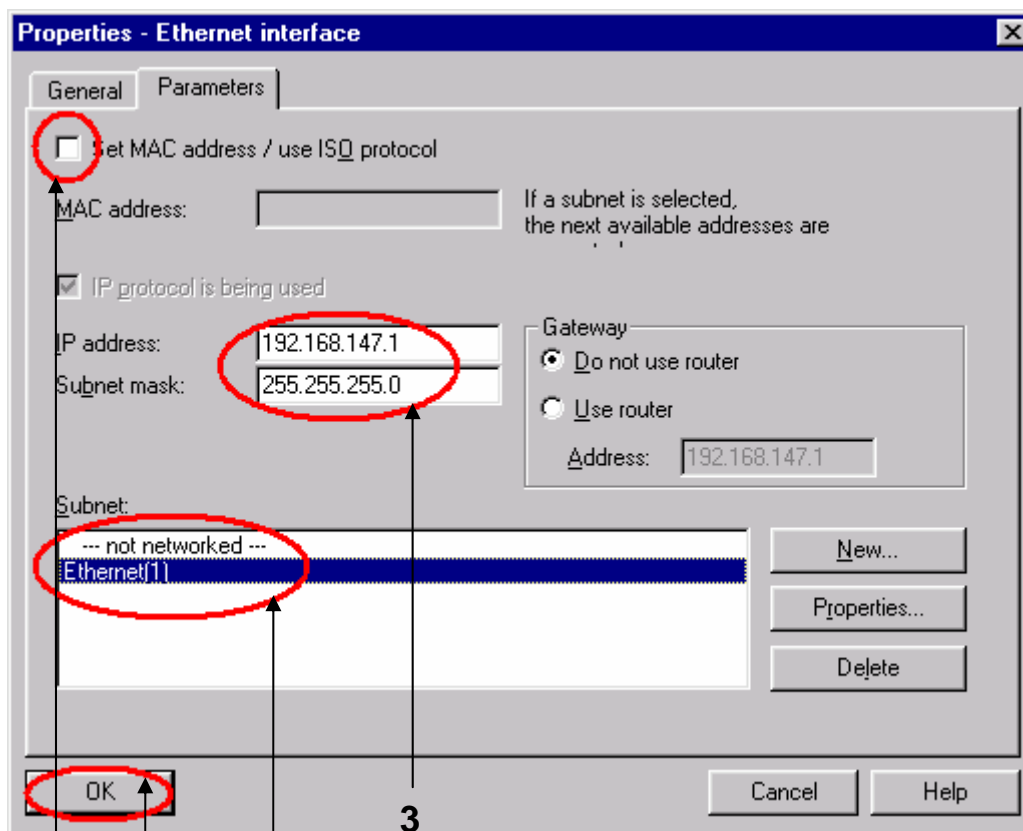 Properties - Ethernet interface
General
Parameters
Set MAC address / use ISO protocol
MAC address:
If a subnet is selected,
the next available addresses are
IP protocol is being used
IP address:
192.168.147.1
Subnet mask:
255.255.255.0
Gateway
Do not use router
Use router
Address:
192.168.147.1
Subnet:
--- not networked ---
Ethernet(1)
New...
Properties...
Delete
OK
Cancel
Help
3